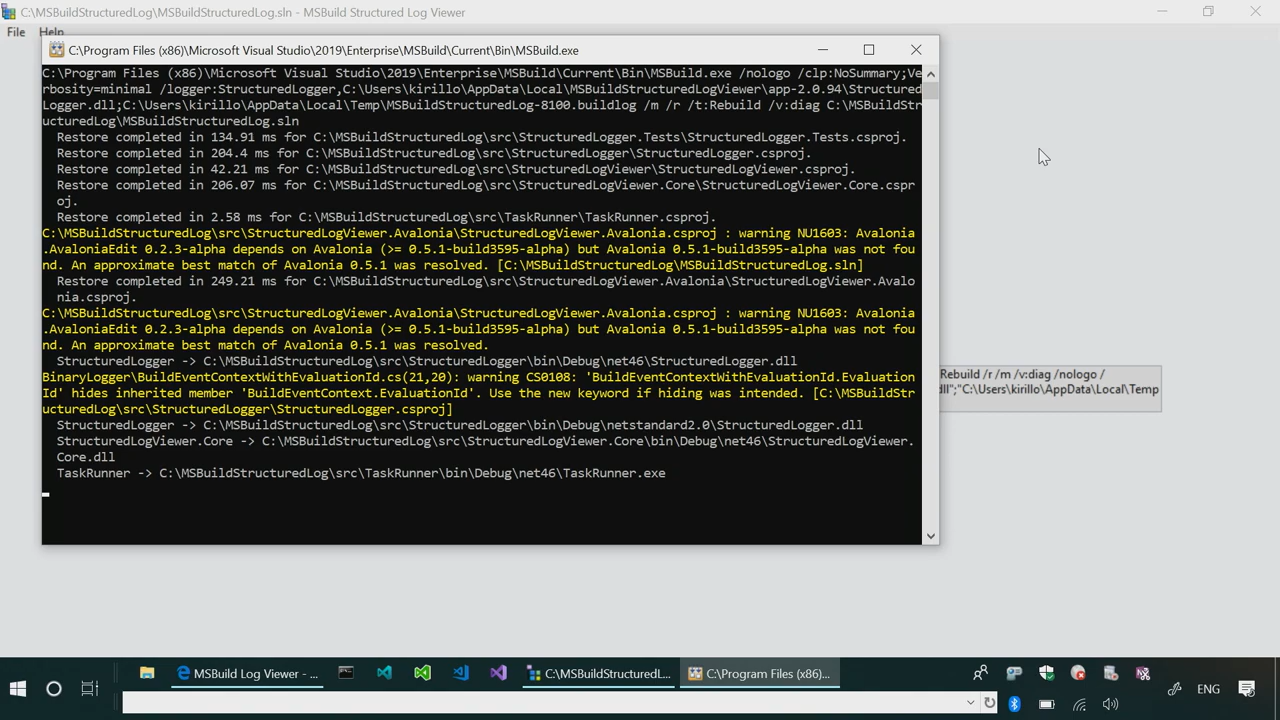 C:\MSBuildStructuredLog\MSBuildStructuredLog.sln - MSBuild Structured Log Viewer
File Help
C:\Program Files (x86)\Microsoft Visual Studio\2019\Enterprise\MSBuild\Current\Bin\MSBuild.exe
C:\Program Files (x86)\Microsoft Visual Studio\2019\Enterprise\MSBuild\Current\Bin\MSBuild.exe /nologo /clp:NoSummary;Ve
rbosity=minimal /logger:StructuredLogger,C:\Users\kirillo\AppData\Local\MSBuildStructuredLogViewer\app-2.0.94\Structured
Logger.dll;C:\Users\kirillo\AppData\Local\Temp\MSBuildStructuredLog-8100.buildlog /m /r /t:Rebuild /v:diag C:\MSBuildStr
ucturedLog\MSBuildStructuredLog.sln
Restore completed in 134.91 ms for C:\MSBuildStructuredLog\src\StructuredLogger.Tests\StructuredLogger.Tests.csproj.
Restore completed in 204.4 ms for C:\MSBuildStructuredLog\src\StructuredLogger\StructuredLogger.csproj.
Restore completed in 42.21 ms for C:\MSBuildStructuredLog\src\StructuredLogViewer\StructuredLogViewer.csproj.
Restore completed in 206.07 ms for C:\MSBuildStructuredLog\src\StructuredLogViewer.Core\StructuredLogViewer.Core.cspr
oj.
Restore completed in 2.58 ms for C:\MSBuildStructuredLog\src\TaskRunner\TaskRunner.csproj.
C:\MSBuildStructuredLog\src\StructuredLogViewer.Avalonia\StructuredLogViewer.Avalonia.csproj : warning NU1603: Avalonia
.AvaloniaEdit 0.2.3-alpha depends on Avalonia (>= 0.5.1-build3595-alpha) but Avalonia 0.5.1-build3595-alpha was not fou
nd. An approximate best match of Avalonia 0.5.1 was resolved. [C:\MSBuildStructuredLog\MSBuildStructuredLog.sln]
Restore completed in 249.21 ms for C:\MSBuildStructuredLog\src\StructuredLogViewer.Avalonia\StructuredLogViewer.Avalo
nia.csproj.
C:\MSBuildStructuredLog\src\StructuredLogViewer.Avalonia\StructuredLogViewer.Avalonia.csproj : warning NU1603: Avalonia
.AvaloniaEdit 0.2.3-alpha depends on Avalonia (>= 0.5.1-build3595-alpha) but Avalonia 0.5.1-build3595-alpha was not fou
nd. An approximate best match of Avalonia 0.5.1 was resolved.
StructuredLogger -> C:\MSBuildStructuredLog\src\StructuredLogger\bin\Debug\net46\StructuredLogger.dll
BinaryLogger\BuildEventContextWithEvaluationId.cs(21,20): warning CS0108: 'BuildEventContextWithEvaluationId.Evaluation
Id' hides inherited member 'BuildEventContext.EvaluationId'. Use the new keyword if hiding was intended. [C:\MSBuildStr
ucturedLog\src\StructuredLogger\StructuredLogger.csproj]
StructuredLogger -> C:\MSBuildStructuredLog\src\StructuredLogger\bin\Debug\netstandard2.0\StructuredLogger.dll
StructuredLogViewer.Core -> C:\MSBuildStructuredLog\src\StructuredLogViewer.Core\bin\Debug\net46\StructuredLogViewer.
Core.dll
TaskRunner -> C:\MSBuildStructuredLog\src\TaskRunner\bin\Debug\net46\TaskRunner.exe
Rebuild /r /m /v:diag /nologo /
dll";"C:\Users\kirillo\AppData\Local\Temp
MSBuild Log Viewer - ...
C:\MSBuildStructuredL...
C:\Program Files (x86)...
ENG